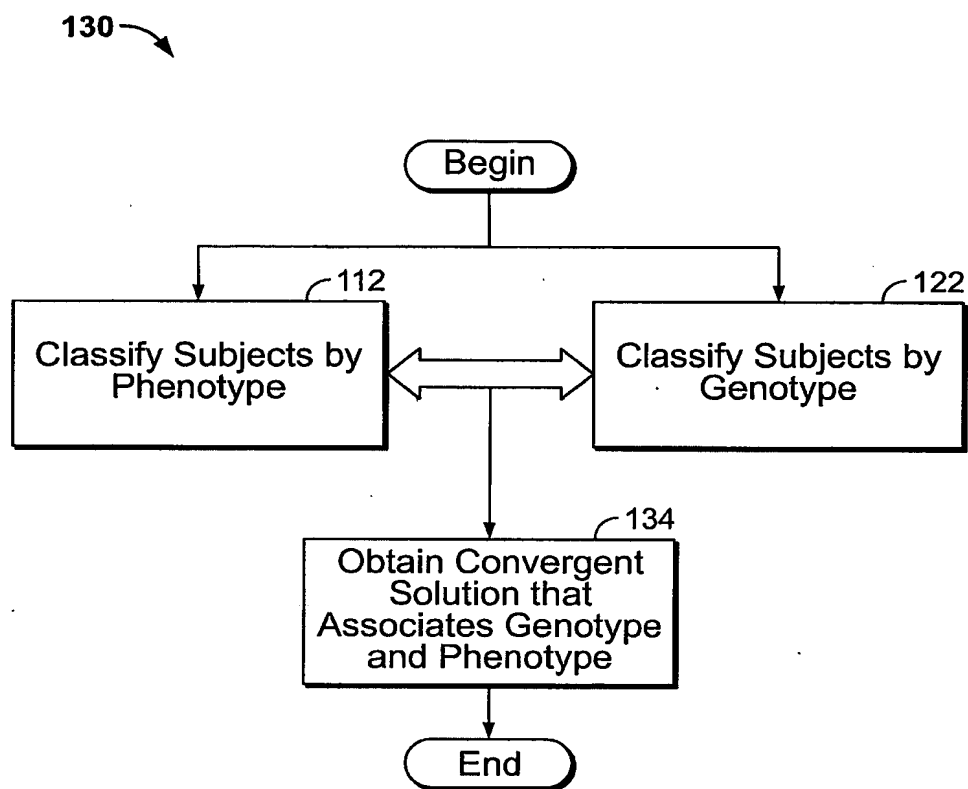 130
Begin
112
122
Classify Subjects by
Phenotype
Classify Subjects by
Genotype
134
Obtain Convergent
Solution that
Associates Genotype
and Phenotype
End